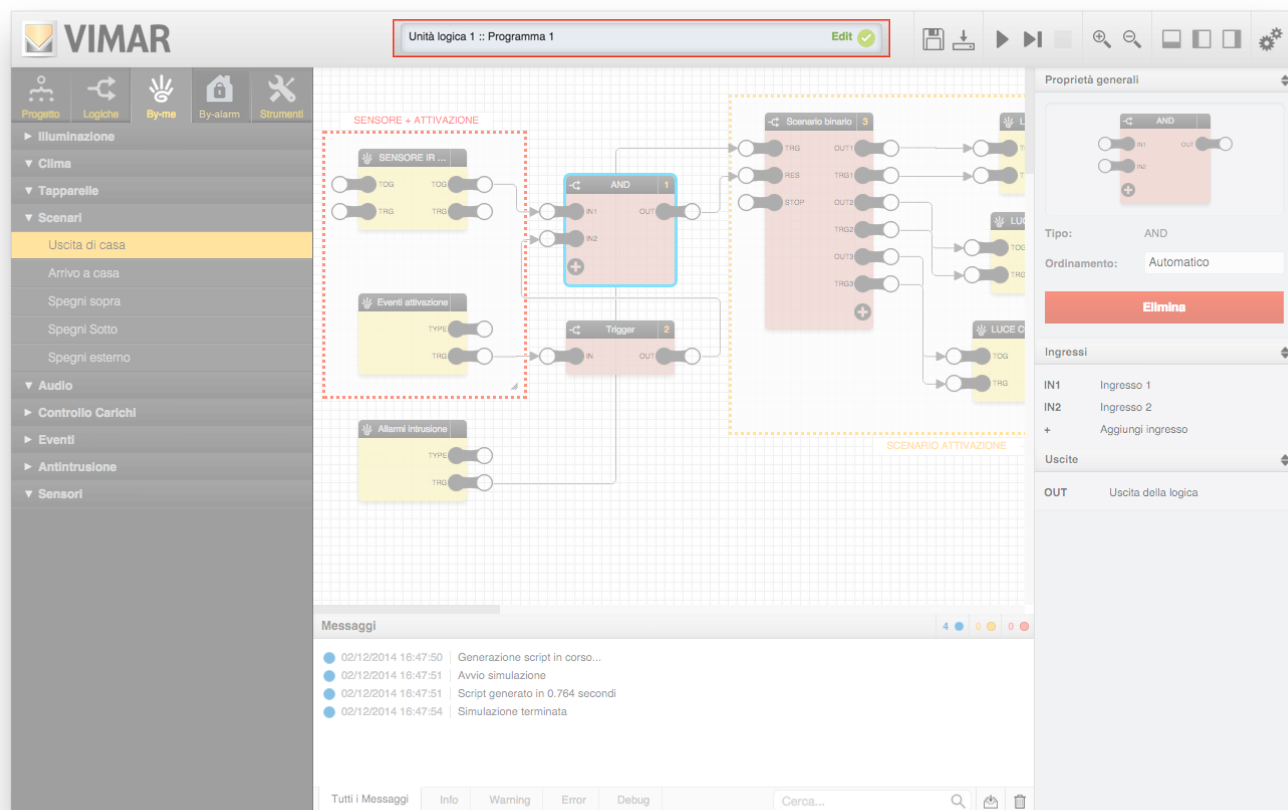 VIMAR
Unità logica 1 :: Programma 1
Edit
Progetto
Logiche
By-me
By-alarm
Strumenti
Illuminazione
Clima
Tapparelle
Scenari
Uscita di casa
Arrivo a casa
Spegni sopra
Spegni Sotto
Spegni esterno
Audio
Controllo Carichi
Eventi
Antintrusione
Sensori
SENSORE + ATTIVAZIONE
SENSORE IR ...
TOG TOG
TRG TRG
Eventi attivazione
TYPE
TRG
Allarmi intrusione
TYPE
TRG
AND 1
IN1 OUT
IN2
Trigger 2
IN OUT
Scenario binario 3
TRG OUT1
RES TRG1
STOP OUT2
TRG2
OUT3
TRG3
LUC
TOG
TRG
LUCE C
TOG
TRG
SCENARIO ATTIVAZIONE
Messaggi
4 0 0
02/12/2014 16:47:50 Generazione script in corso...
02/12/2014 16:47:51 Avvio simulazione
02/12/2014 16:47:51 Script generato in 0.764 secondi
02/12/2014 16:47:54 Simulazione terminata
Tutti i Messaggi
Info
Warning
Error
Debug
Cerca...
Proprietà generali
AND
IN1 OUT
IN2
Tipo: AND
Ordinamento: Automatico
Elimina
Ingressi
IN1 Ingresso 1
IN2 Ingresso 2
+ Aggiungi ingresso
Uscite
OUT Uscita della logica